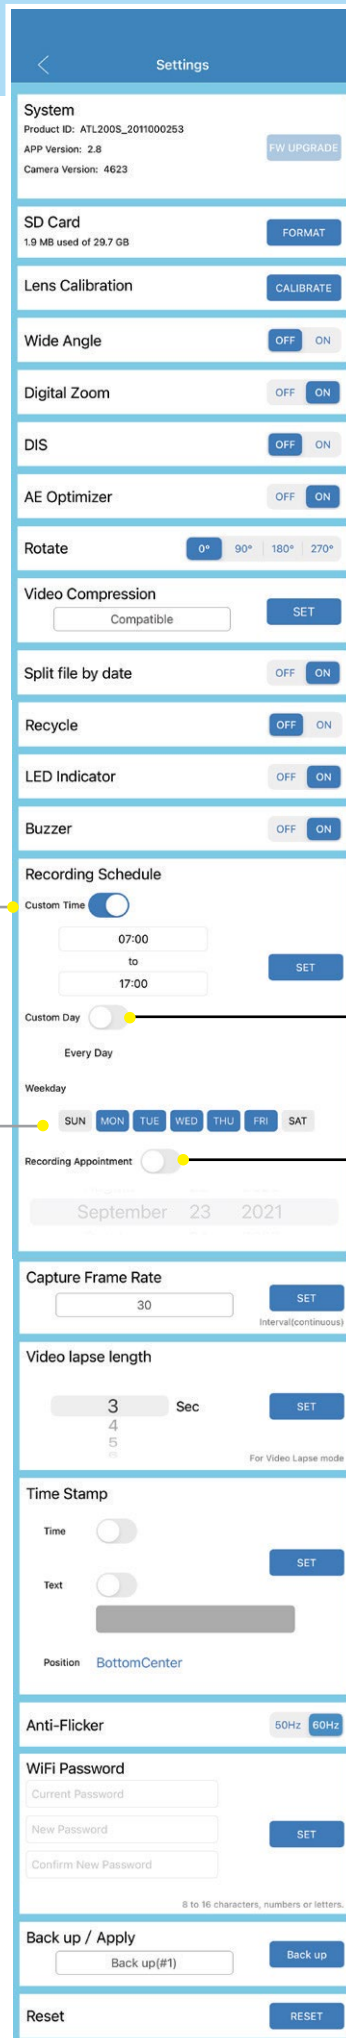 Settings
System
Product ID: ATL200S_2011000253
APP Version: 2.8
FW UPGRADE
Camera Version: 4623
SD Card
1.9 MB used of 29.7 GB
FORMAT
Lens Calibration CALIBRATE
Wide Angle OFF ON
Digital Zoom OFF ON
DIS OFF ON
AE Optimizer OFF ON
Rotate 0° 90° 180° 270°
Video Compression
Compatible SET
Split file by date OFF ON
Recycle OFF ON
LED Indicator OFF ON
Buzzer OFF ON
Recording Schedule
Custom Time
07:00
to SET
17:00
Custom Day
Every Day
Weekday
SUN MON TUE WED THU FRI SAT
Recording Appointment
September 23 2021
Capture Frame Rate
30 SET
Interval(continuous)
Video lapse length
3 Sec SET
4
5
For Video Lapse mode
Time Stamp
Time
SET
Text
Position BottomCenter
Anti-Flicker 50Hz 60Hz
WiFi Password
Current Password
New Password SET
Confirm New Password
8 to 16 characters, numbers or letters.
Back up / Apply
Back up(#1) Back up
Reset RESET